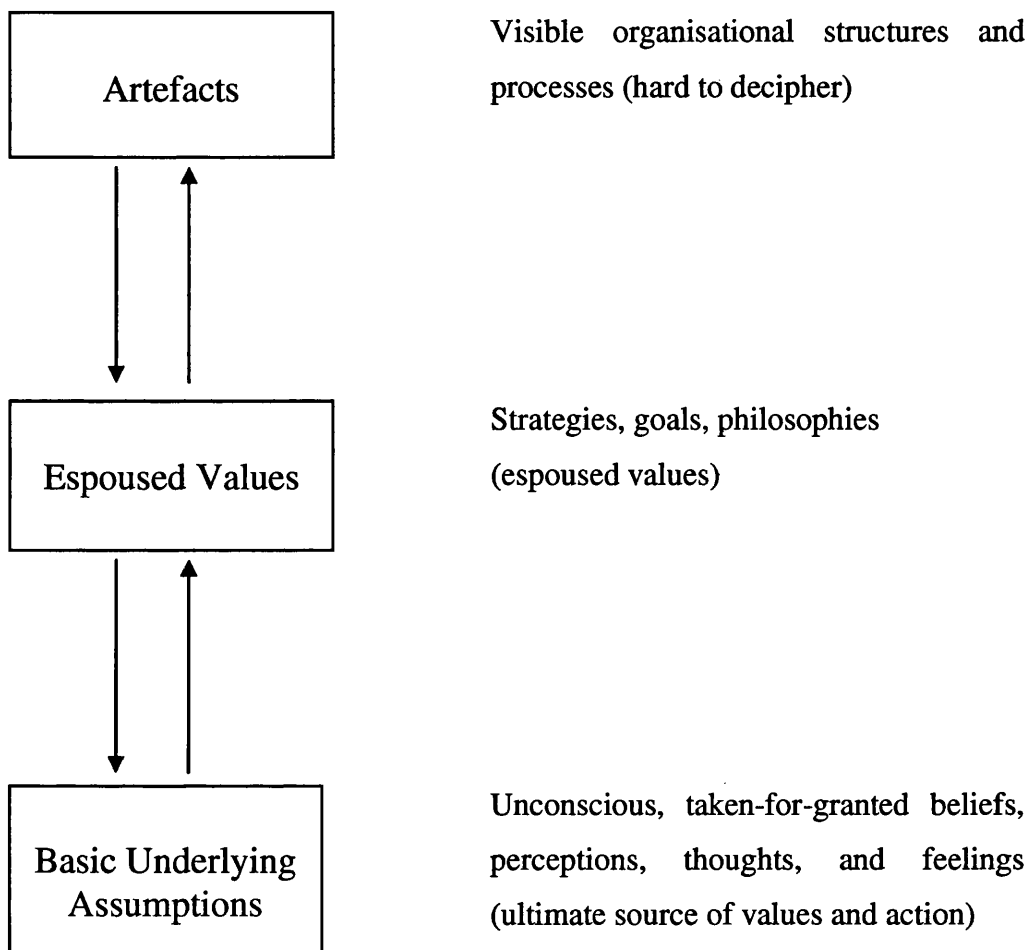 Artefacts
Visible organisational structures and
processes (hard to decipher)
Espoused Values
Strategies, goals, philosophies
(espoused values)
Basic Underlying
Assumptions
Unconscious, taken-for-granted beliefs,
perceptions, thoughts, and feelings
(ultimate source of values and action)